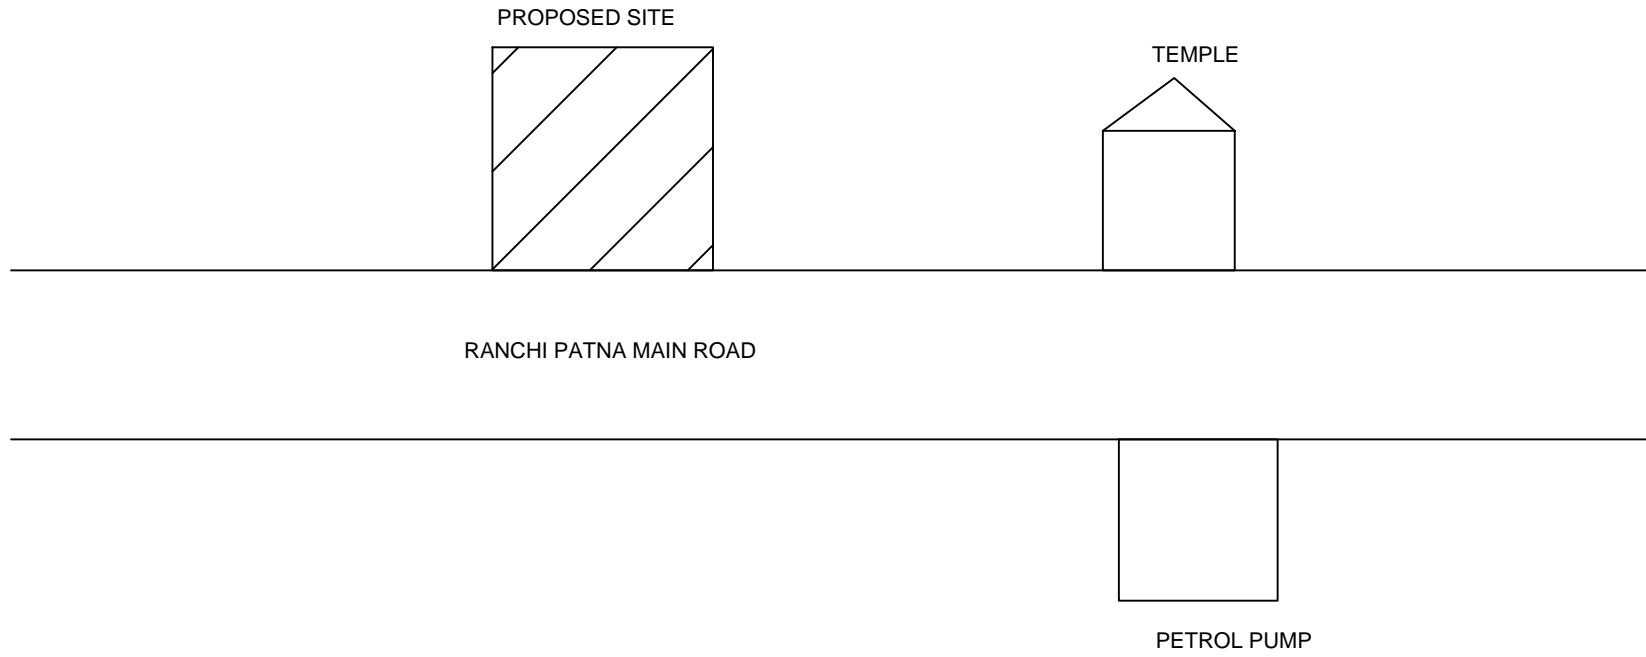 PROPOSED SITE
TEMPLE
RANCHI PATNA MAIN ROAD
PETROL PUMP